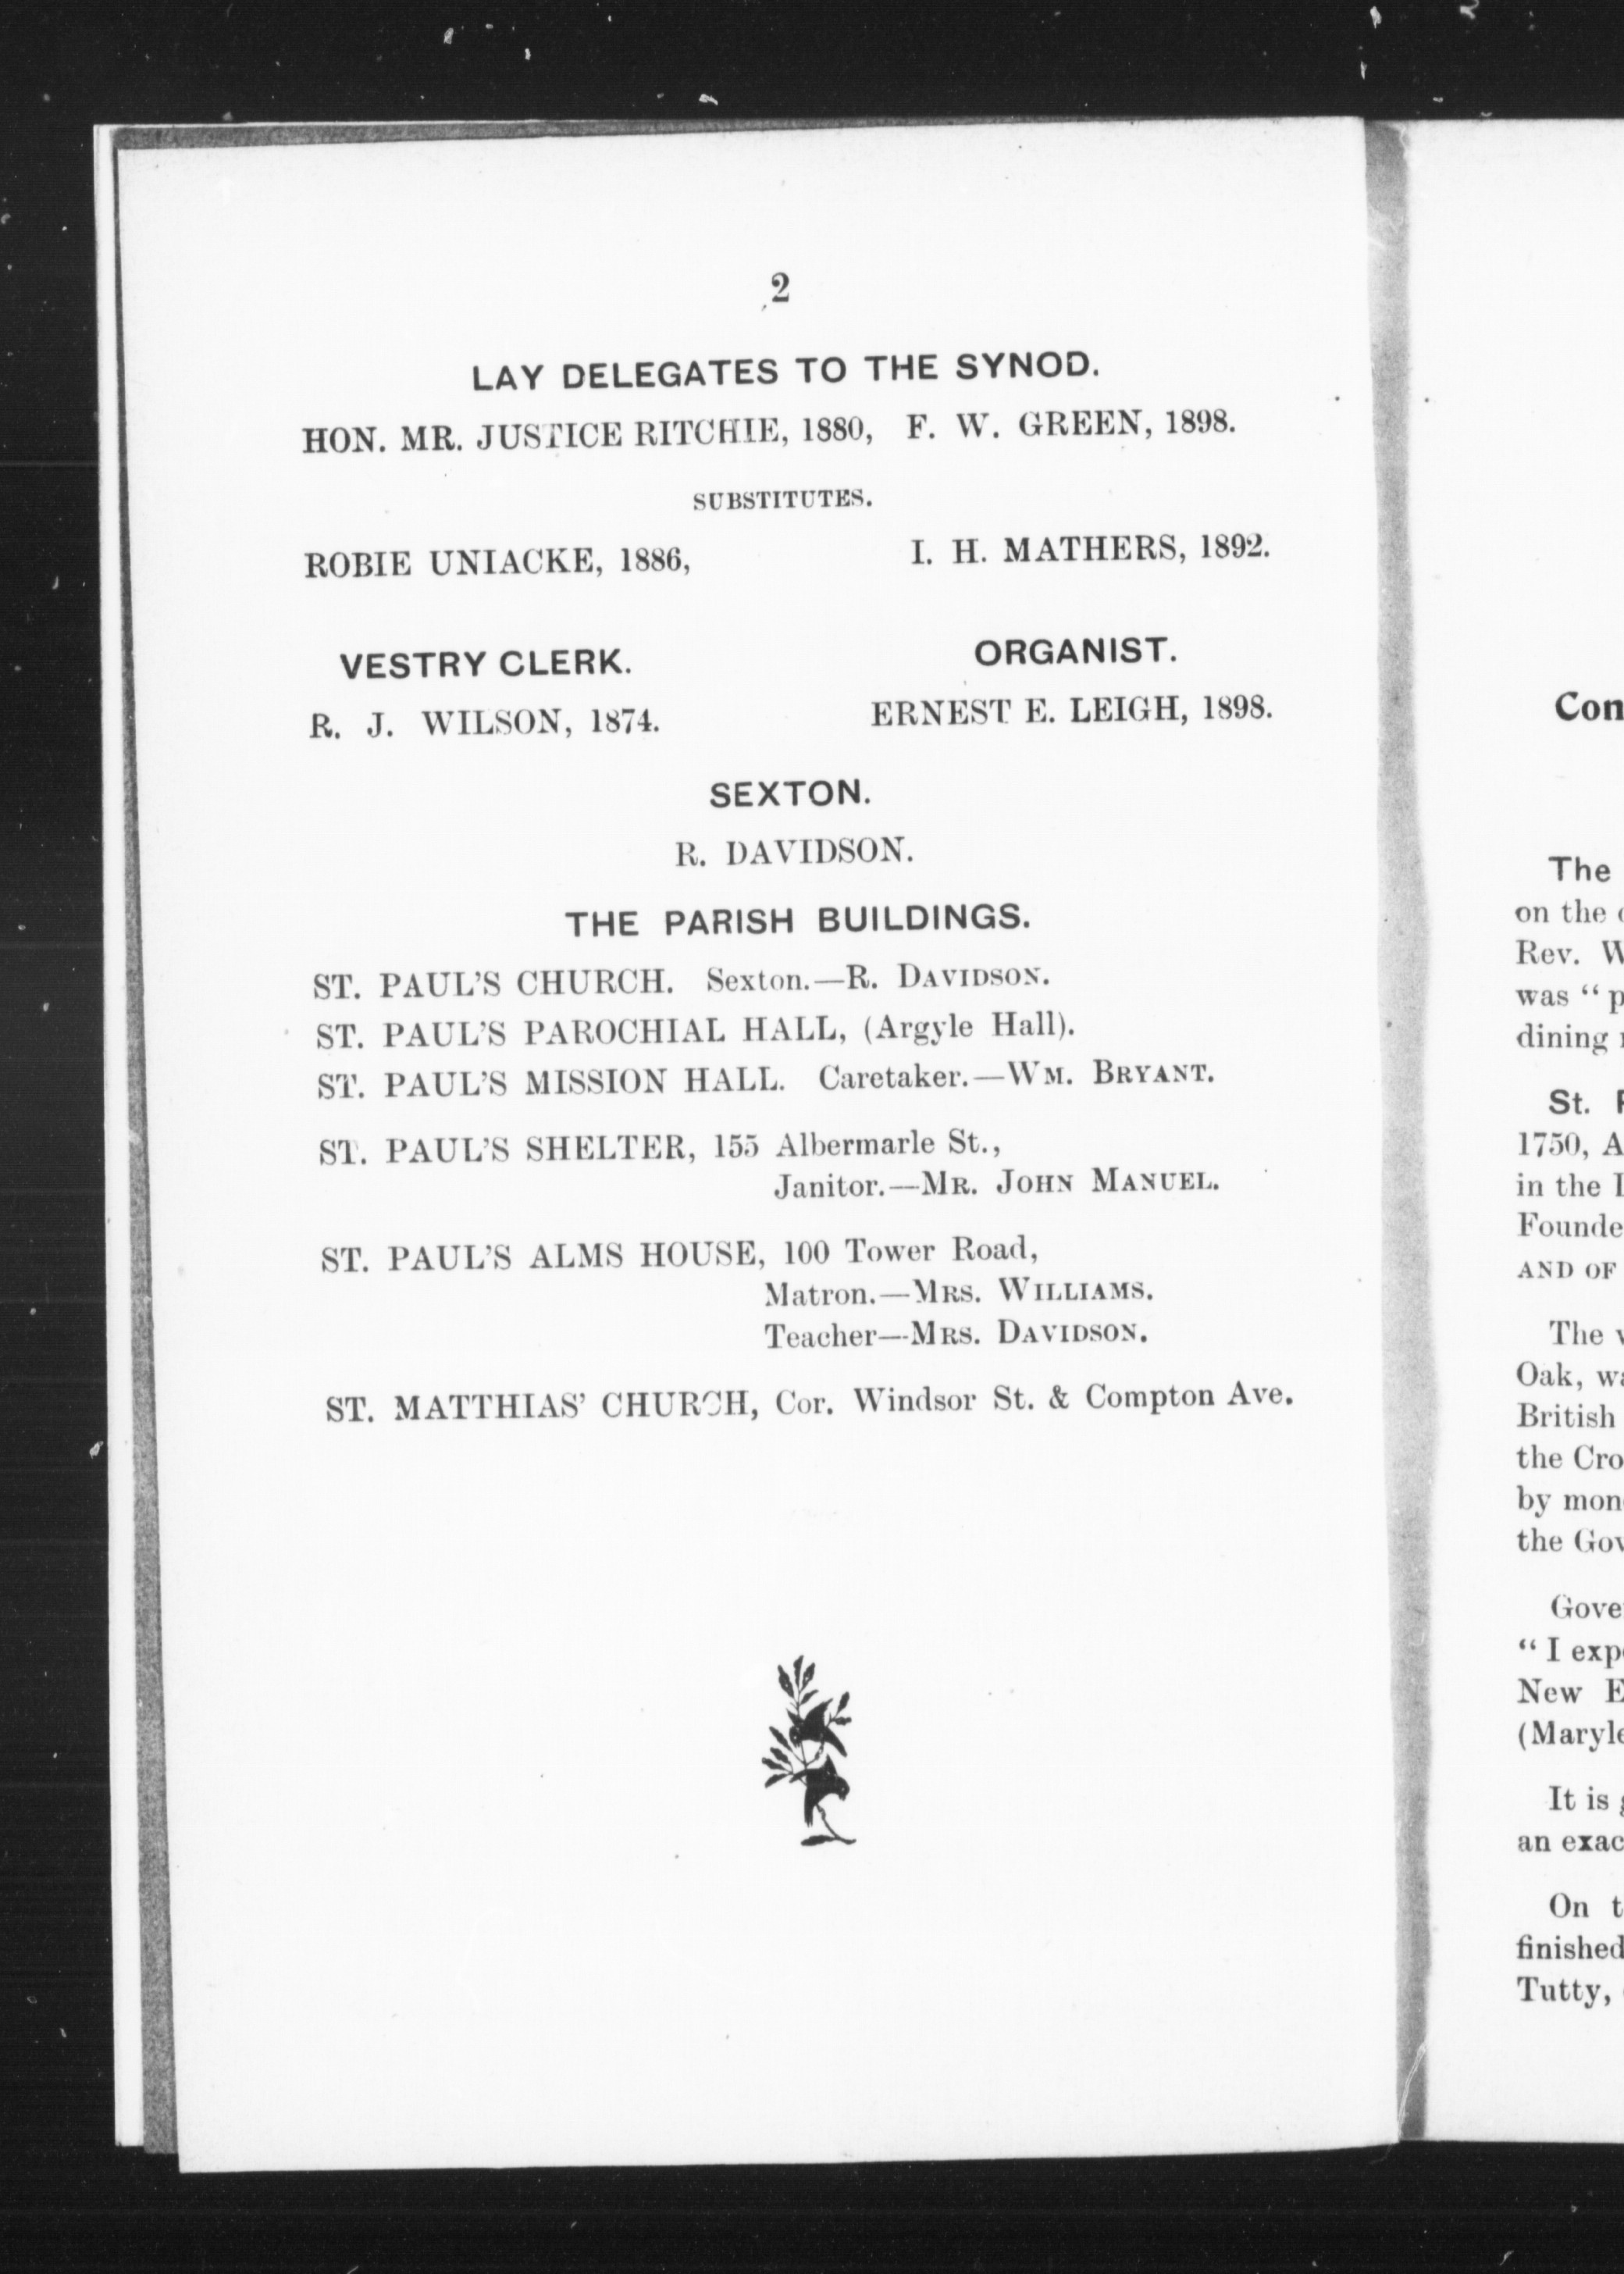 2
LAY DELEGATES TO THE SYNOD.
HON. MR. JUSTICE RITCHIE, 1880, F. W. GREEN, 1898.
SUBSTITUTES.
ROBIE UNIACKE, 1886, I. H. MATHERS, 1892.
VESTRY CLERK.
R. J. WILSON, 1874.
ORGANIST.
ERNEST E. LEIGH, 1898.
SEXTON.
R. DAVIDSON.
THE PARISH BUILDINGS.
ST. PAUL'S CHURCH. Sexton.—R. DAVIDSON.
ST. PAUL'S PAROCHIAL HALL, (Argyle Hall).
ST. PAUL'S MISSION HALL. Caretaker.—WM. BRYANT.
ST. PAUL'S SHELTER, 155 Albermarle St.,
Janitor.—MR. JOHN MANUEL.
ST. PAUL'S ALMS HOUSE, 100 Tower Road,
Matron.—MRS. WILLIAMS.
Teacher—MRS. DAVIDSON.
ST. MATTHIAS' CHURCH, Cor. Windsor St. & Compton Ave.
Con
The
on the
Rev.
was "
dining
St.
1750,
in the
Founde
AND OF
The
Oak,
British
the Cro
by mon
the Gov
Gove
"I exp
New
(Maryle
It is
an exac
On
finished
Tutty,